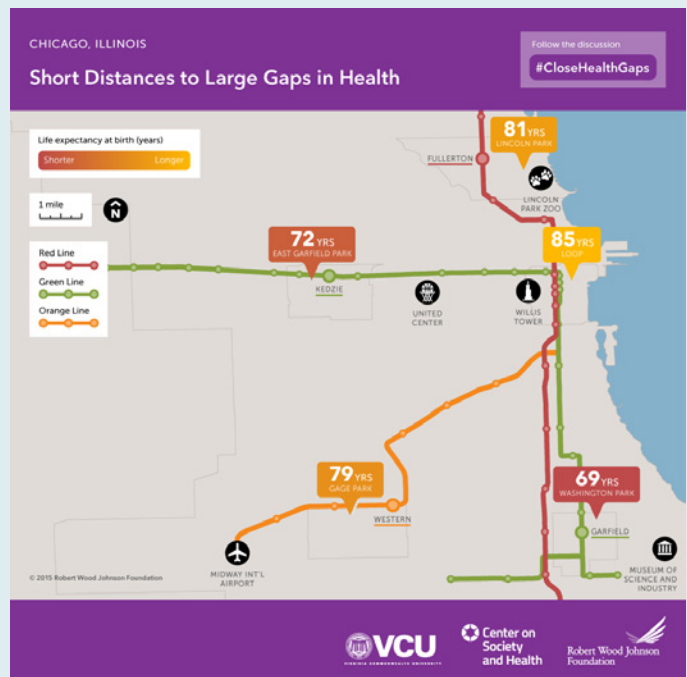 CHICAGO, ILLINOIS
Short Distances to Large Gaps in Health
Follow the discussion
#CloseHealthGaps
Life expectancy at birth (years)
Shorter Longer
1 mile
N
Red Line
Green Line
Orange Line
81 YRS
LINCOLN PARK
FULLERTON
LINCOLN
PARK ZOO
72 YRS
EAST GARFIELD PARK
KEDZIE
85 YRS
LOOP
UNITED
CENTER
WILLIS
TOWER
79 YRS
GAGE PARK
WESTERN
69 YRS
WASHINGTON PARK
GARFIELD
MIDWAY INT'L
AIRPORT
MUSEUM OF
SCIENCE AND
INDUSTRY
© 2015 Robert Wood Johnson Foundation
VCU
VIRGINIA COMMONWEALTH UNIVERSITY
Center on
Society
and Health
Robert Wood Johnson
Foundation